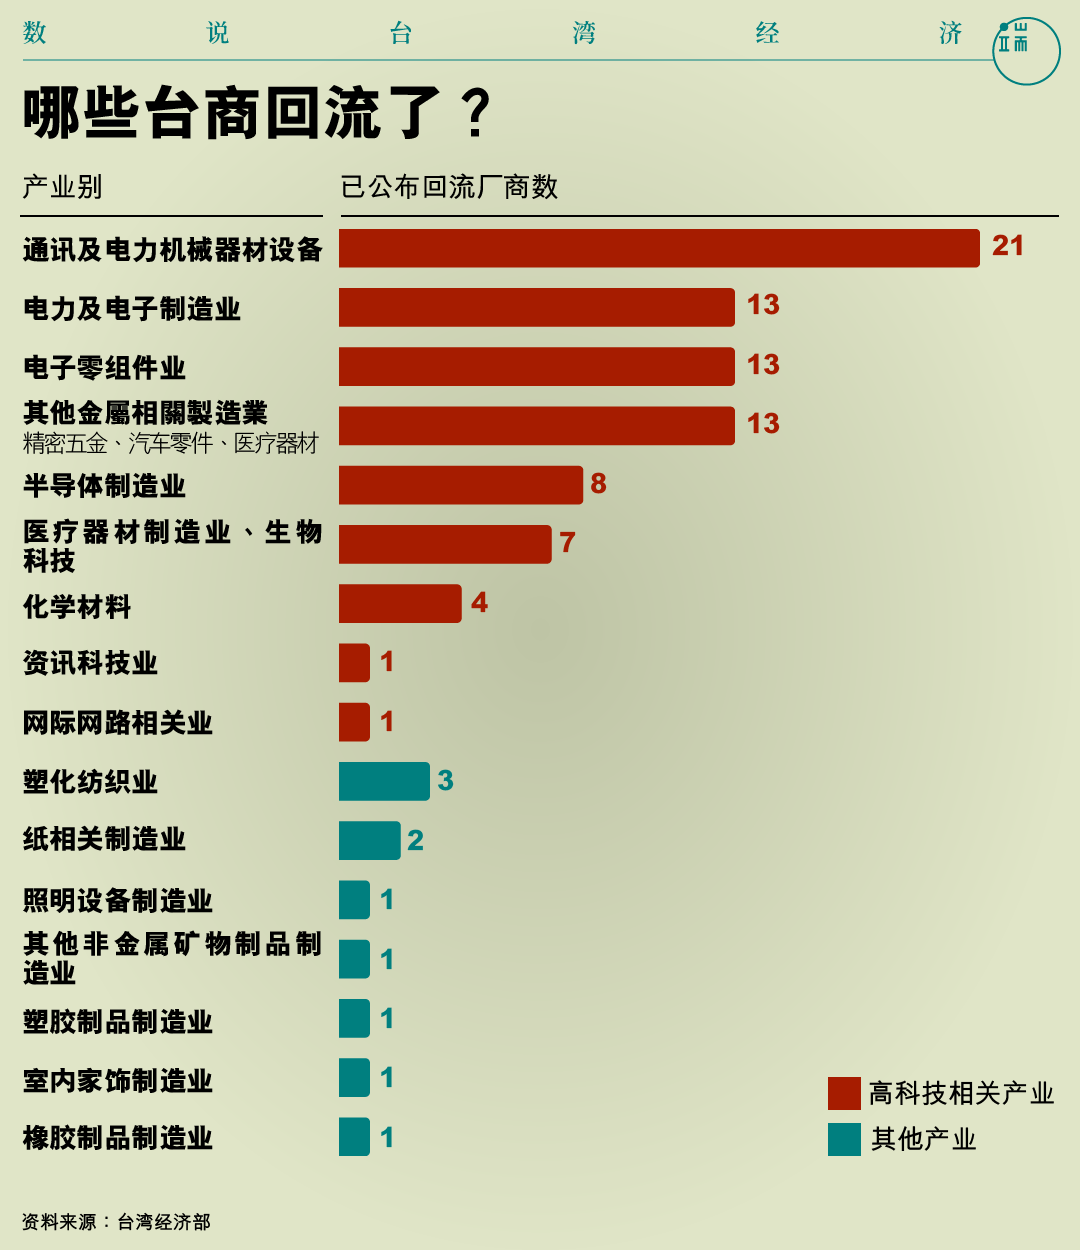 数说台湾经济
端
哪些台商回流了？
产业别 已公布回流厂商数
通讯及电力机械器材设备 21
电力及电子制造业 13
电子零组件业 13
其他金屬相關製造業 13
精密五金、汽车零件、医疗器材
半导体制造业 8
医疗器材制造业、生物
科技 7
化学材料 4
资讯科技业 1
网际网路相关业 1
塑化纺织业 3
纸相关制造业 2
照明设备制造业 1
其他非金属矿物制品制
造业 1
塑胶制品制造业 1
室内家饰制造业 1
橡胶制品制造业 1
高科技相关产业
其他产业
资料来源：台湾经济部